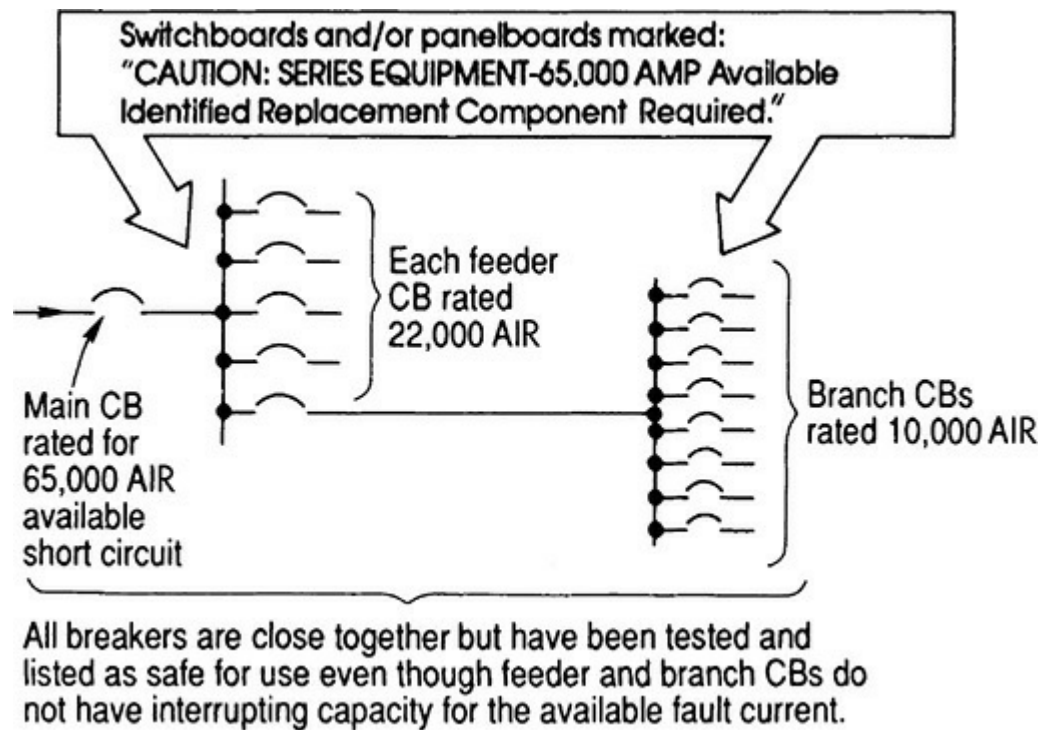 Switchboards and/or panelboards marked:
"CAUTION: SERIES EQUIPMENT-65,000 AMP Available
Identified Replacement Component Required."
Each feeder
CB rated
22,000 AIR
Main CB
rated for
65,000 AIR
available
short circuit
Branch CBs
rated 10,000 AIR
All breakers are close together but have been tested and
listed as safe for use even though feeder and branch CBs do
not have interrupting capacity for the available fault current.